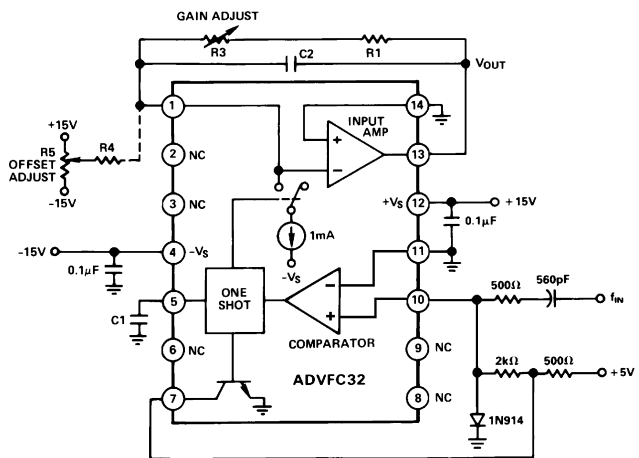 GAIN ADJUST
R3
R1
C2
VOUT
1
14
INPUT
AMP
+
−
+15V
R5
OFFSET
ADJUST
R4
−15V
2
NC
13
3
NC
+VS
12
+15V
0.1µF
1mA
−VS
−15V
4
−VS
0.1µF
11
5
C1
ONE
SHOT
−
+
COMPARATOR
10
500Ω
560pF
fIN
6
NC
9
NC
2kΩ
500Ω
+5V
ADVFC32
7
8
NC
1N914